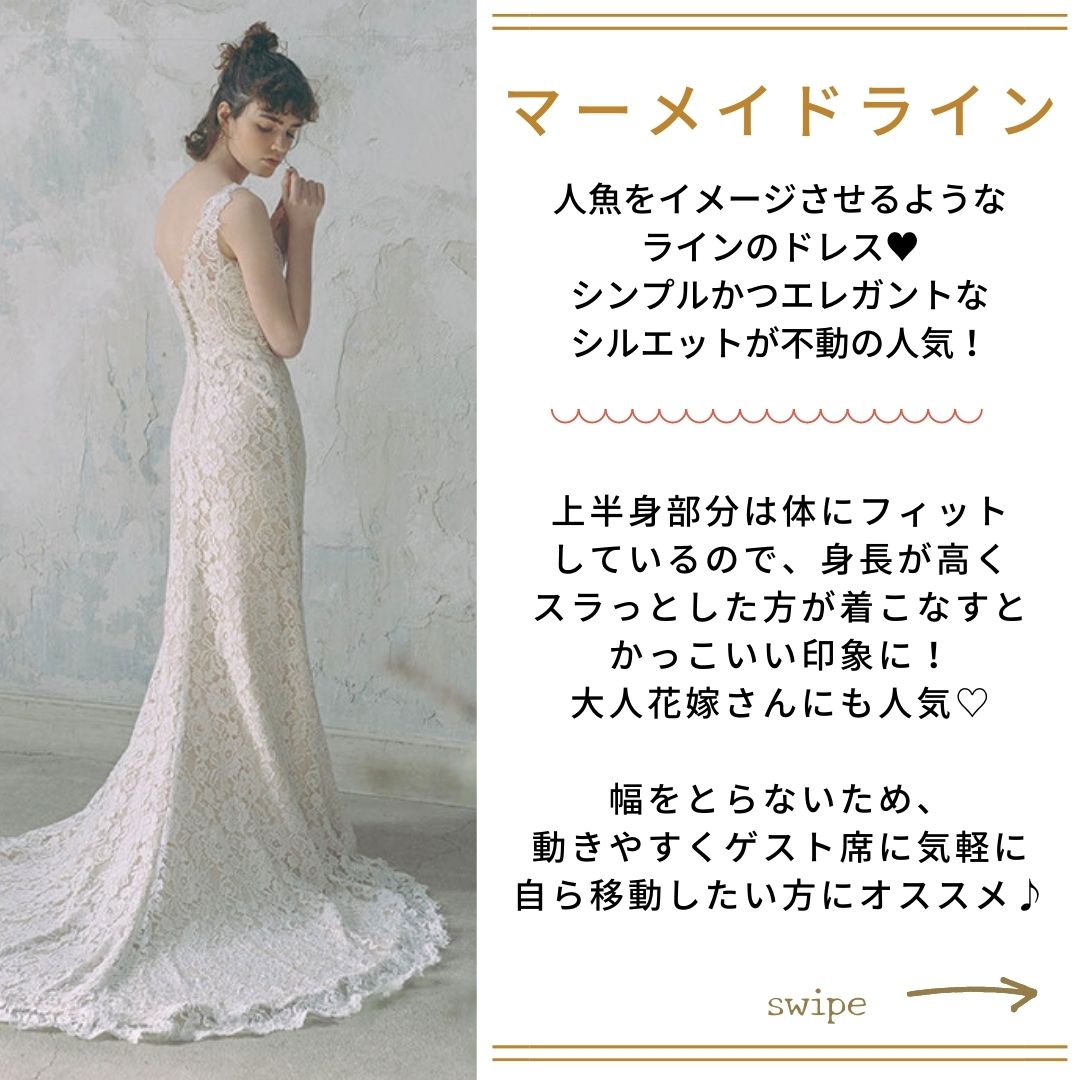 マーメイドライン
人魚をイメージさせるような
ラインのドレス♥
シンプルかつエレガントな
シルエットが不動の人気！
上半身部分は体にフィット
しているので、身長が高く
スラっとした方が着こなすと
かっこいい印象に！
大人花嫁さんにも人気♡
幅をとらないため、
動きやすくゲスト席に気軽に
自ら移動したい方にオススメ♪
swipe